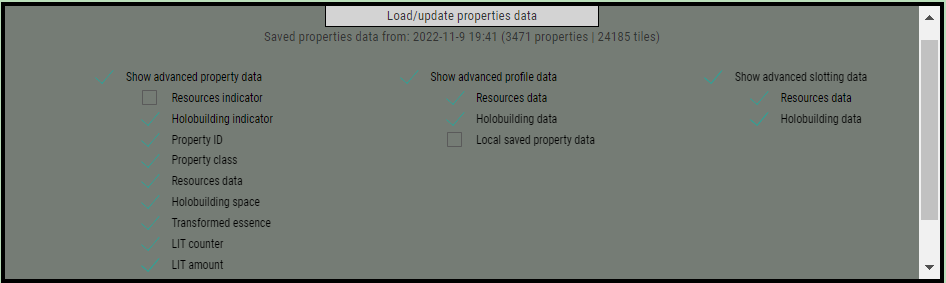 Load/update properties data
Saved properties data from: 2022-11-9 19:41 (3471 properties | 24185 tiles)
Show advanced property data
Resources indicator
Holobuilding indicator
Property ID
Property class
Resources data
Holobuilding space
Transformed essence
LIT counter
LIT amount
Show advanced profile data
Resources data
Holobuilding data
Local saved property data
Show advanced slotting data
Resources data
Holobuilding data